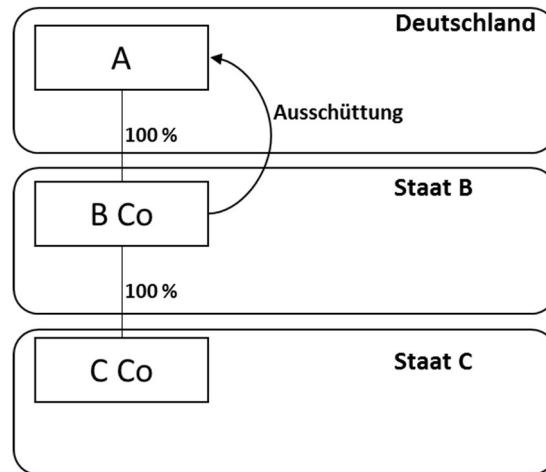 Deutschland
A
Ausschüttung
100 %
Staat B
B Co
100 %
Staat C
C Co